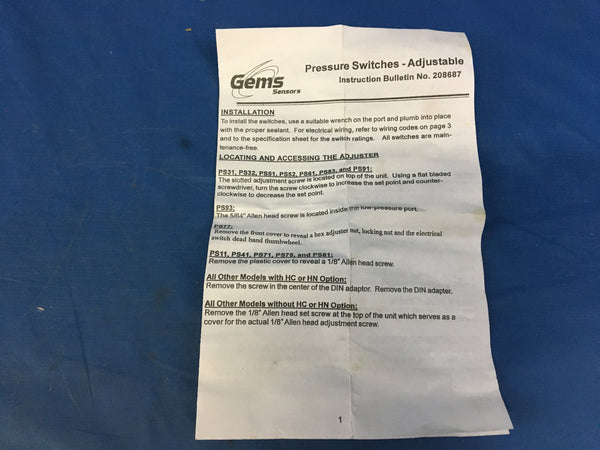 Gems
Sensors
Pressure Switches - Adjustable
Instruction Bulletin No. 208687
INSTALLATION
To install the switches, use a suitable wrench on the port and plumb into place
with the proper sealant. For electrical wiring, refer to wiring codes on page 3
and to the specification sheet for the switch ratings. All switches are main-
tenance-free.
LOCATING AND ACCESSING THE ADJUSTER
PS31, PS32, PS51, PS52, PS61, PS83, and PS91:
The slotted adjustment screw is located on top of the unit. Using a flat bladed
screwdriver, turn the screw clockwise to increase the set point and counter-
clockwise to decrease the set point.
PS93:
The 5/64" Allen head screw is located inside the low-pressure port.
PS77:
Remove the front cover to reveal a hex adjuster nut, locking nut and the electrical
switch dead band thumbwheel.
PS11, PS41, PS71, PS75, and PS81:
Remove the plastic cover to reveal a 1/8" Allen head screw.
All Other Models with HC or HN Option:
Remove the screw in the center of the DIN adaptor. Remove the DIN adapter.
All Other Models without HC or HN Option:
Remove the 1/8" Allen head set screw at the top of the unit which serves as a
cover for the actual 1/8" Allen head adjustment screw.
1